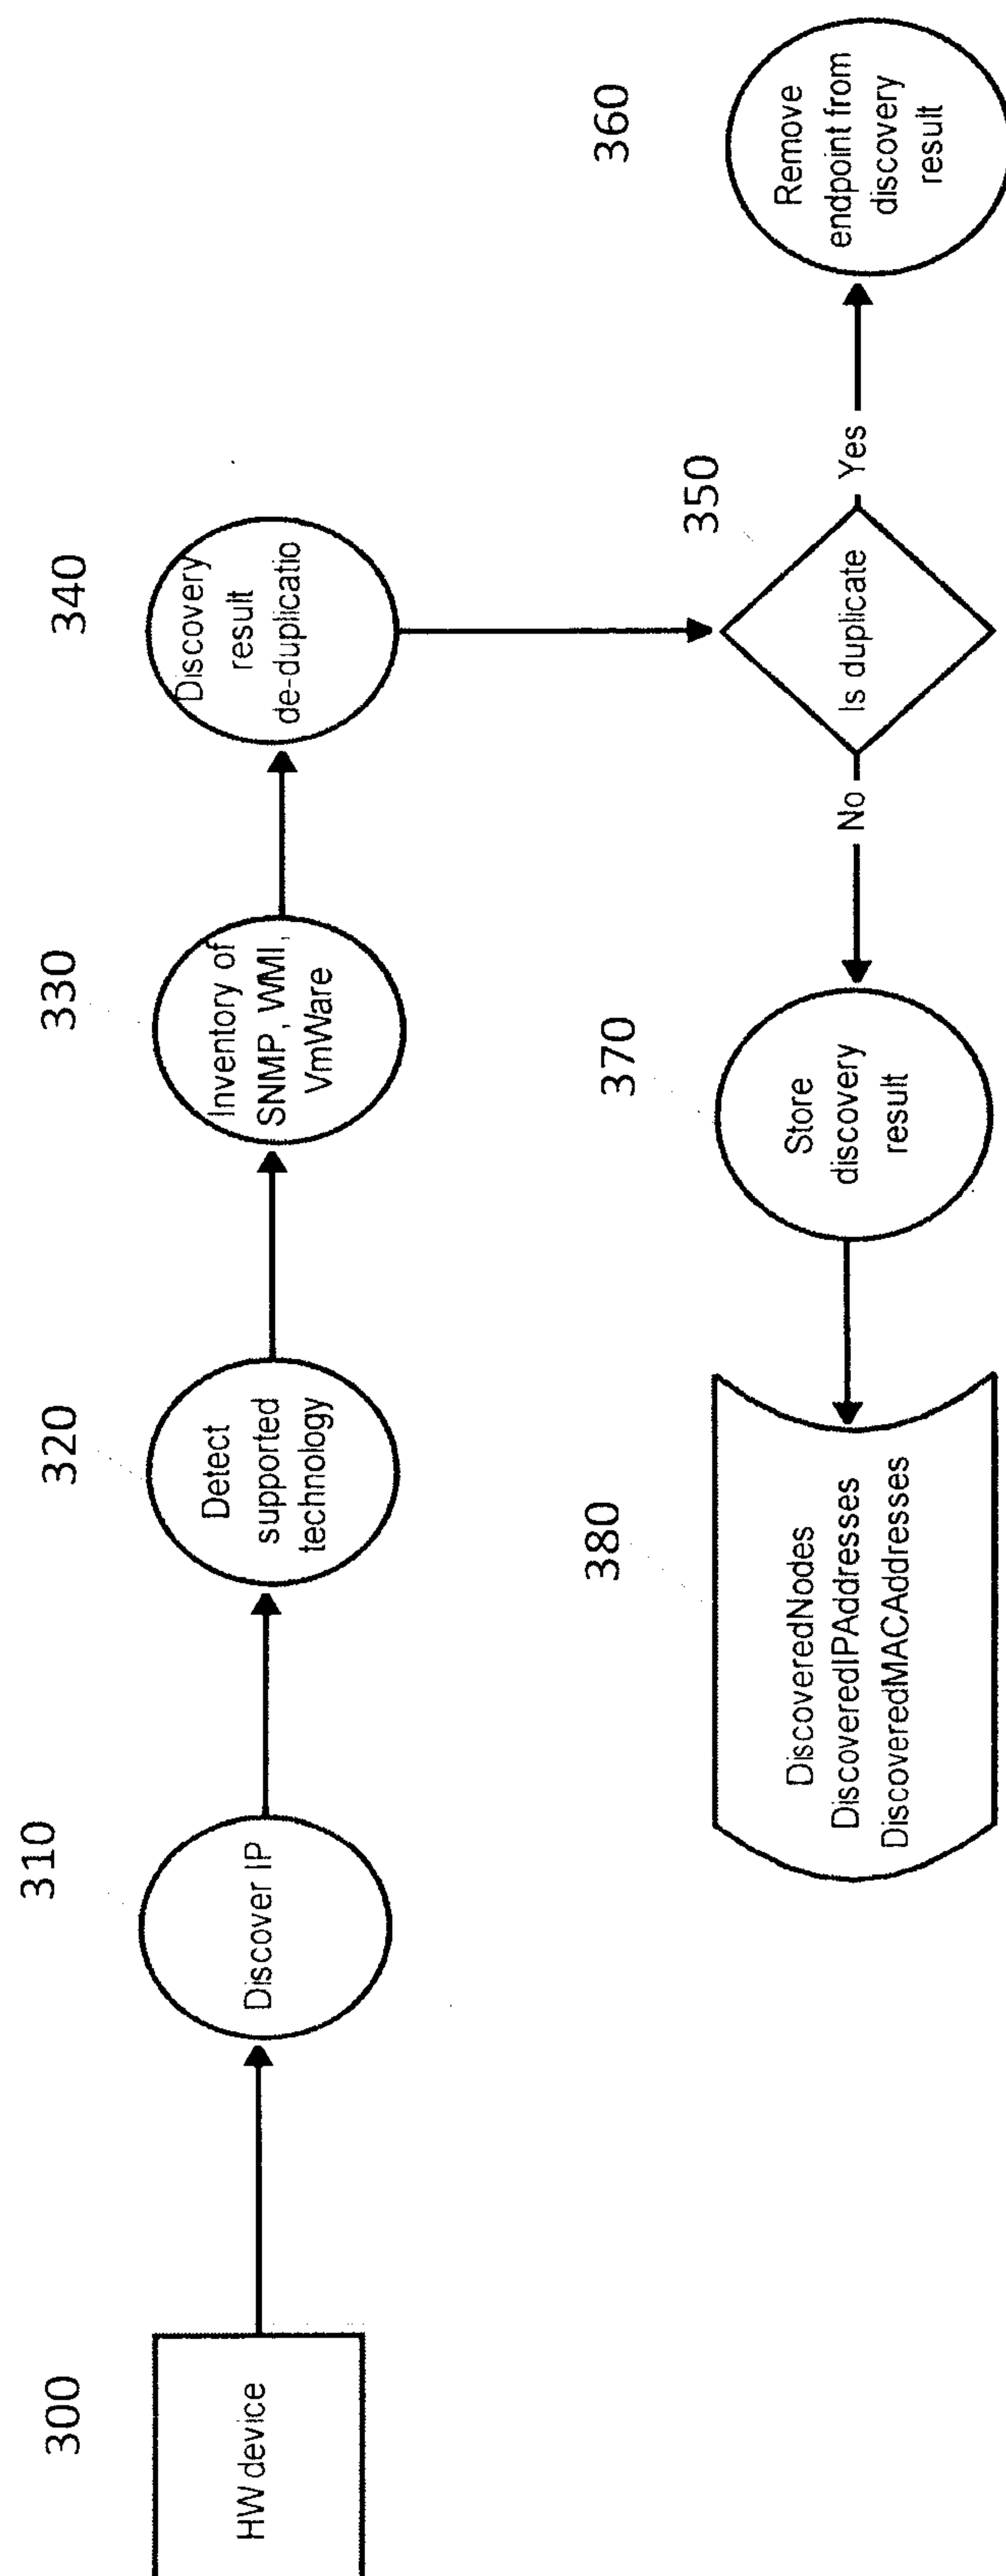 300
HW device
310
Discover IP
320
Detect
supported
technology
330
Inventory of
SNMP, WMI,
VmWare
340
Discovery
result
de-duplicatio
350
Is duplicate
Yes
360
Remove
endpoint from
discovery
result
No
370
Store
discovery
result
380
DiscoveredNodes
DiscoveredIPAddresses
DiscoveredMACAddresses